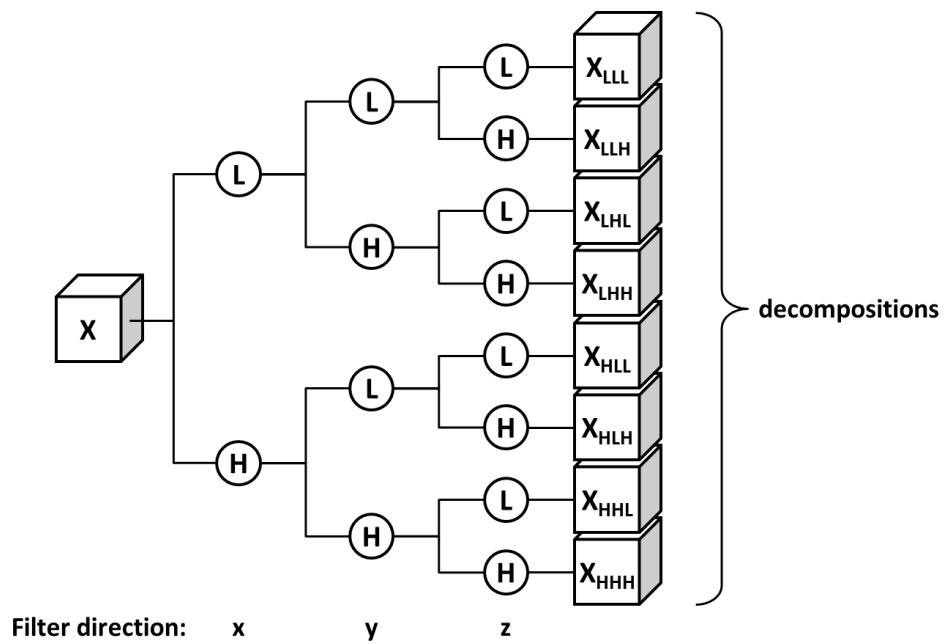 L X_LLL
L
H X_LLH
L
L X_LHL
H
H X_LHH
X
decompositions
L X_HLL
L
H X_HLH
H
L X_HHL
H
H X_HHH
Filter direction: x y z